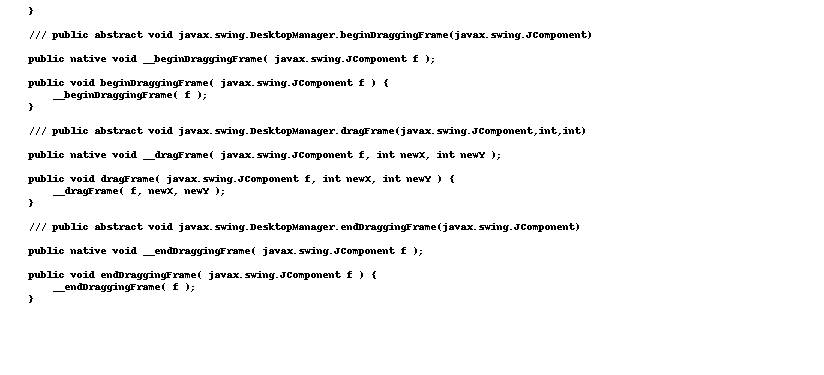 }
/// public abstract void javax.swing.DesktopManager.beginDraggingFrame(javax.swing.JComponent)
public native void __beginDraggingFrame( javax.swing.JComponent f );
public void beginDraggingFrame( javax.swing.JComponent f ) {
__beginDraggingFrame( f );
}
/// public abstract void javax.swing.DesktopManager.dragFrame(javax.swing.JComponent,int,int)
public native void __dragFrame( javax.swing.JComponent f, int newX, int newY );
public void dragFrame( javax.swing.JComponent f, int newX, int newY ) {
__dragFrame( f, newX, newY );
}
/// public abstract void javax.swing.DesktopManager.endDraggingFrame(javax.swing.JComponent)
public native void __endDraggingFrame( javax.swing.JComponent f );
public void endDraggingFrame( javax.swing.JComponent f ) {
__endDraggingFrame( f );
}